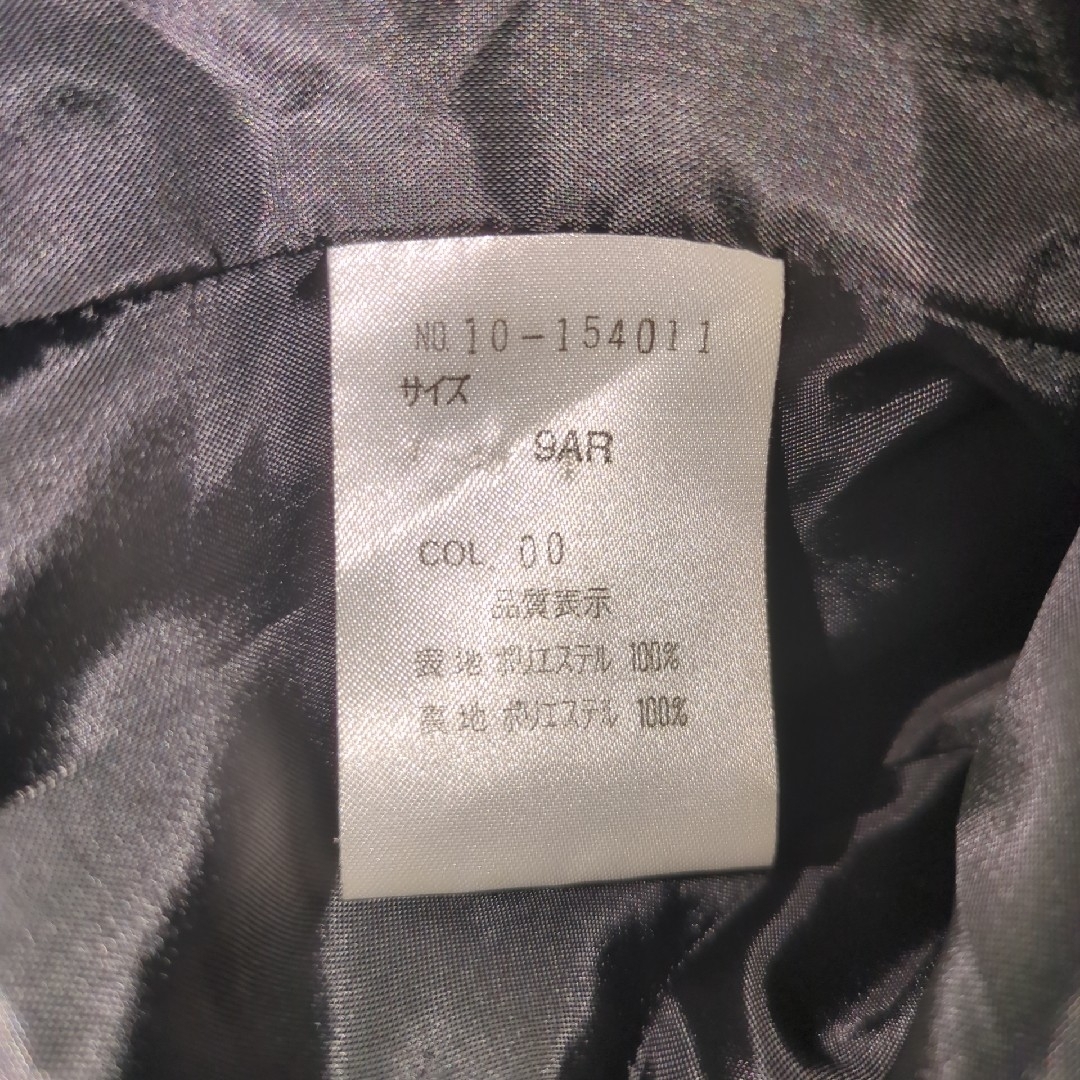 NO. 10-154011
サイズ
9AR
COL. 00
品質表示
表地 ポリエステル 100%
裏地 ポリエステル 100%